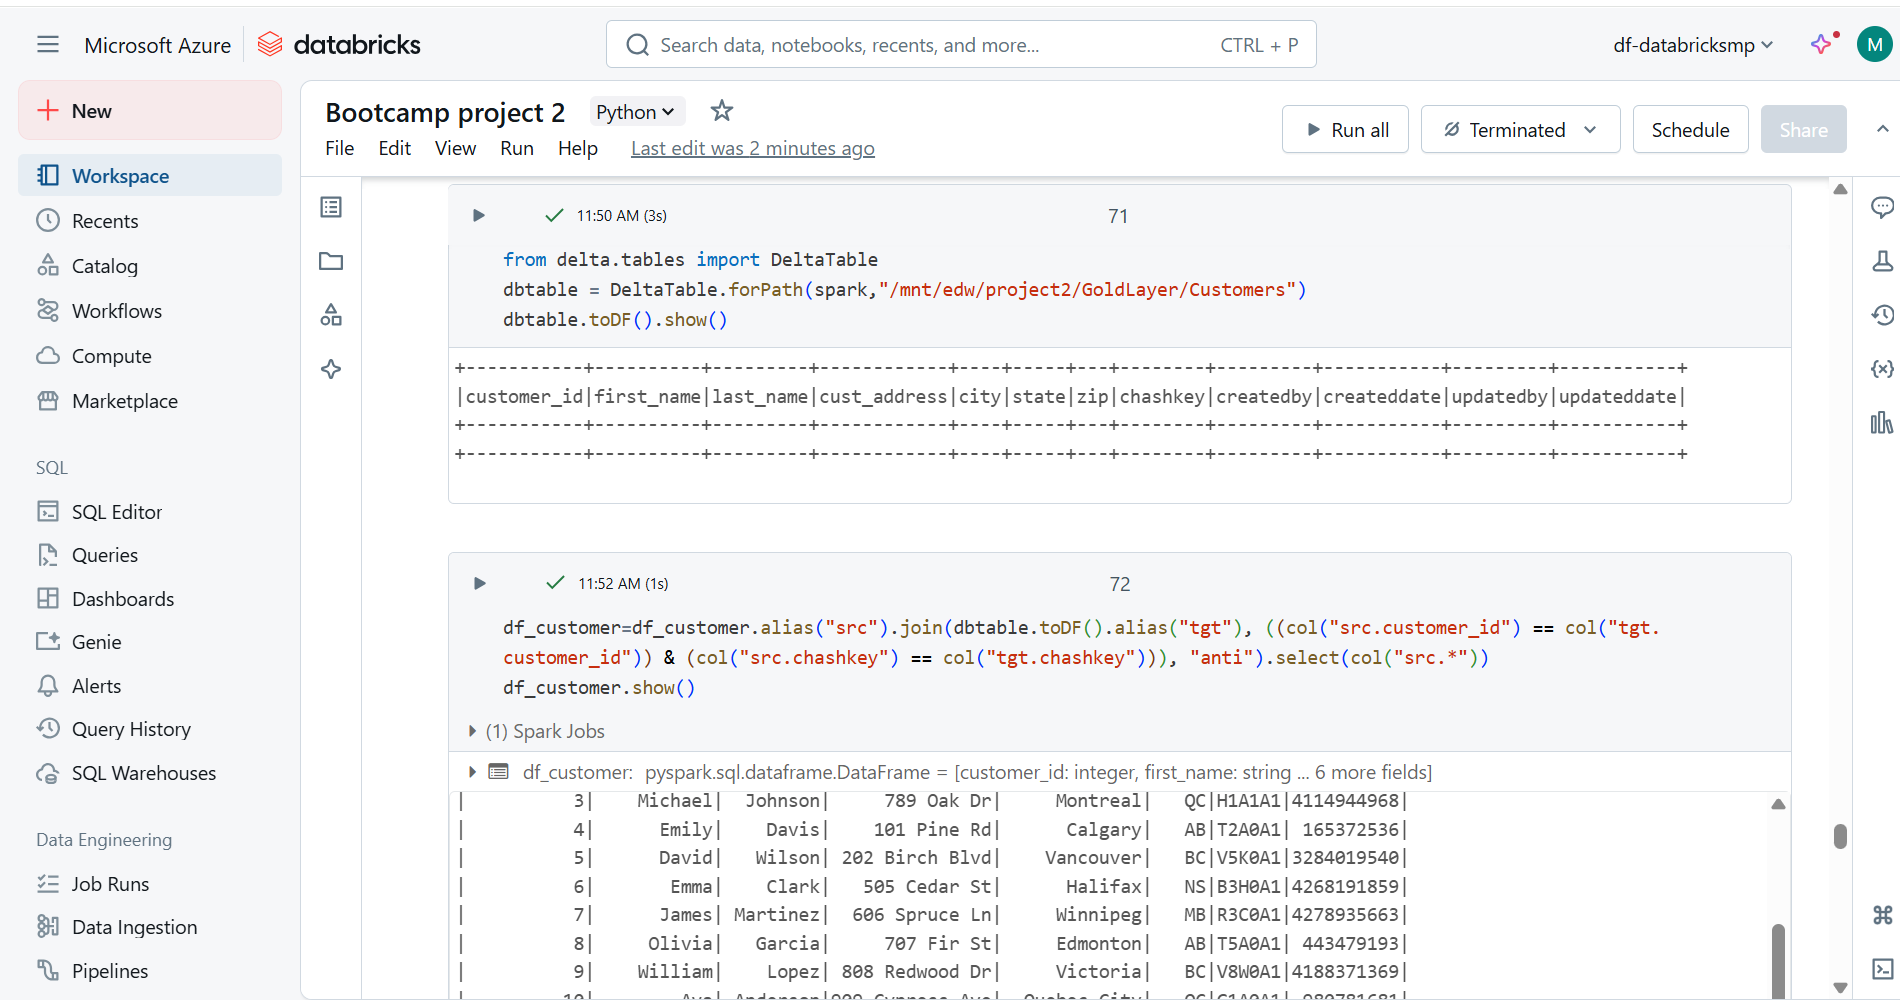 Microsoft Azure databricks
Search data, notebooks, recents, and more... CTRL + P
df-databricksmp
M
New
Workspace
Recents
Catalog
Workflows
Compute
Marketplace
SQL
SQL Editor
Queries
Dashboards
Genie
Alerts
Query History
SQL Warehouses
Data Engineering
Job Runs
Data Ingestion
Pipelines
Bootcamp project 2 Python
File Edit View Run Help Last edit was 2 minutes ago
Run all Terminated Schedule Share
11:50 AM (3s) 71
from delta.tables import DeltaTable
dbtable = DeltaTable.forPath(spark,"/mnt/edw/project2/GoldLayer/Customers")
dbtable.toDF().show()
+-----------+----------+---------+------------+----+-----+---+--------+---------+-----------+---------+-----------+
|customer_id|first_name|last_name|cust_address|city|state|zip|chashkey|createdby|createddate|updatedby|updateddate|
+-----------+----------+---------+------------+----+-----+---+--------+---------+-----------+---------+-----------+
+-----------+----------+---------+------------+----+-----+---+--------+---------+-----------+---------+-----------+
11:52 AM (1s) 72
df_customer=df_customer.alias("src").join(dbtable.toDF().alias("tgt"), ((col("src.customer_id") == col("tgt.
customer_id")) & (col("src.chashkey") == col("tgt.chashkey"))), "anti").select(col("src.*"))
df_customer.show()
(1) Spark Jobs
df_customer: pyspark.sql.dataframe.DataFrame = [customer_id: integer, first_name: string ... 6 more fields]
| 3| Michael| Johnson| 789 Oak Dr| Montreal| QC|H1A1A1|4114944968|
| 4| Emily| Davis| 101 Pine Rd| Calgary| AB|T2A0A1| 165372536|
| 5| David| Wilson| 202 Birch Blvd| Vancouver| BC|V5K0A1|3284019540|
| 6| Emma| Clark| 505 Cedar St| Halifax| NS|B3H0A1|4268191859|
| 7| James| Martinez| 606 Spruce Ln| Winnipeg| MB|R3C0A1|4278935663|
| 8| Olivia| Garcia| 707 Fir St| Edmonton| AB|T5A0A1| 443479193|
| 9| William| Lopez| 808 Redwood Dr| Victoria| BC|V8W0A1|4188371369|